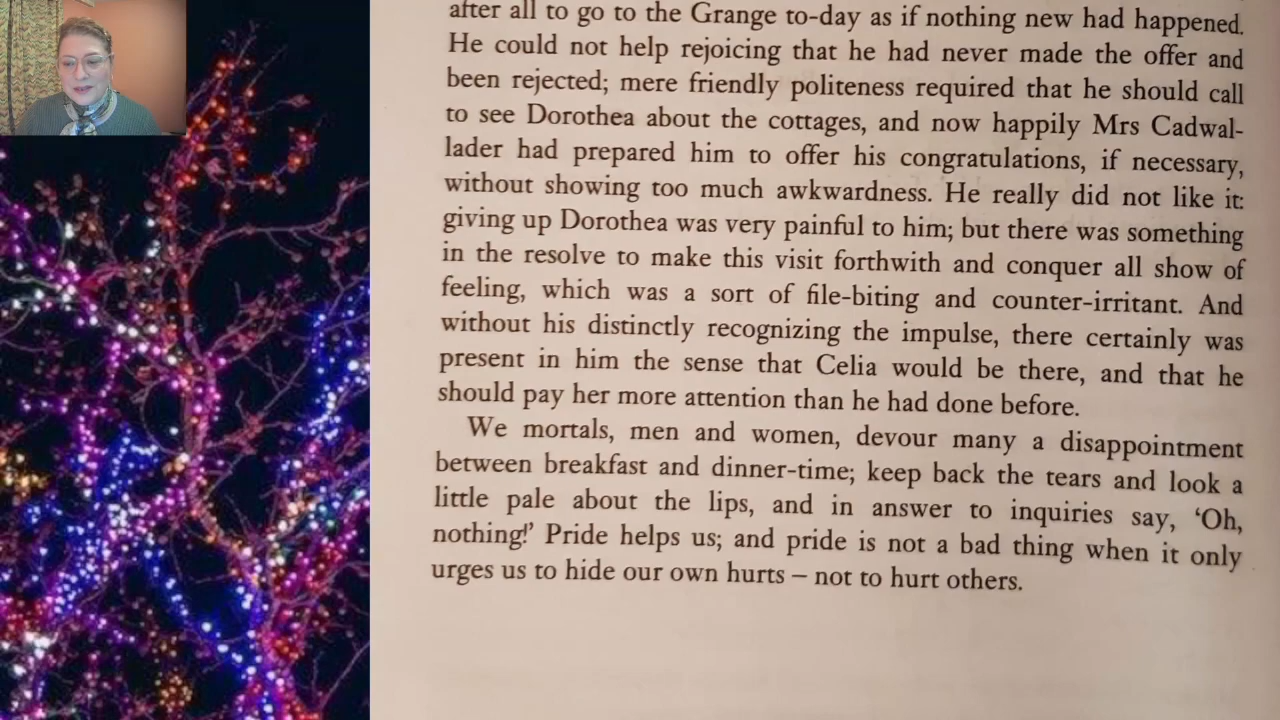 after all to go to the Grange to-day as if nothing new had happened.
He could not help rejoicing that he had never made the offer and
been rejected; mere friendly politeness required that he should call
to see Dorothea about the cottages, and now happily Mrs Cadwal-
lader had prepared him to offer his congratulations, if necessary,
without showing too much awkwardness. He really did not like it:
giving up Dorothea was very painful to him; but there was something
in the resolve to make this visit forthwith and conquer all show of
feeling, which was a sort of file-biting and counter-irritant. And
without his distinctly recognizing the impulse, there certainly was
present in him the sense that Celia would be there, and that he
should pay her more attention than he had done before.
We mortals, men and women, devour many a disappointment
between breakfast and dinner-time; keep back the tears and look a
little pale about the lips, and in answer to inquiries say, ‘Oh,
nothing!’ Pride helps us; and pride is not a bad thing when it only
urges us to hide our own hurts – not to hurt others.